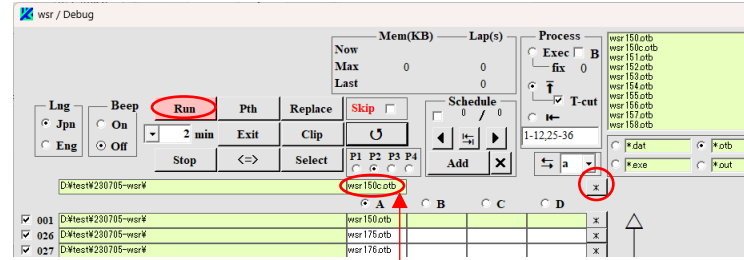 wsr / Debug
Mem(KB) Lap(s)
Now
Max 0 0
Last 0
Process
Exec B
fix 0
T
T-cut
1-12,25-36
a
wsr150.otb
wsr150c.otb
wsr151.otb
wsr152.otb
wsr153.otb
wsr154.otb
wsr155.otb
wsr156.otb
wsr157.otb
wsr158.otb
*.dat *.otb
*.exe *.out
Lng
Jpn
Eng
Beep
On
Off
Run Pth Replace Skip
2 min Exit Clip
Stop <=> Select
P1 P2 P3 P4
Schedule
0 / 0
Add X
D:¥test¥230705-wsr¥ wsr150c.otb *
A B C D
001 D:¥test¥230705-wsr¥ wsr150.otb *
026 D:¥test¥230705-wsr¥ wsr175.otb *
027 D:¥test¥230705-wsr¥ wsr176.otb *